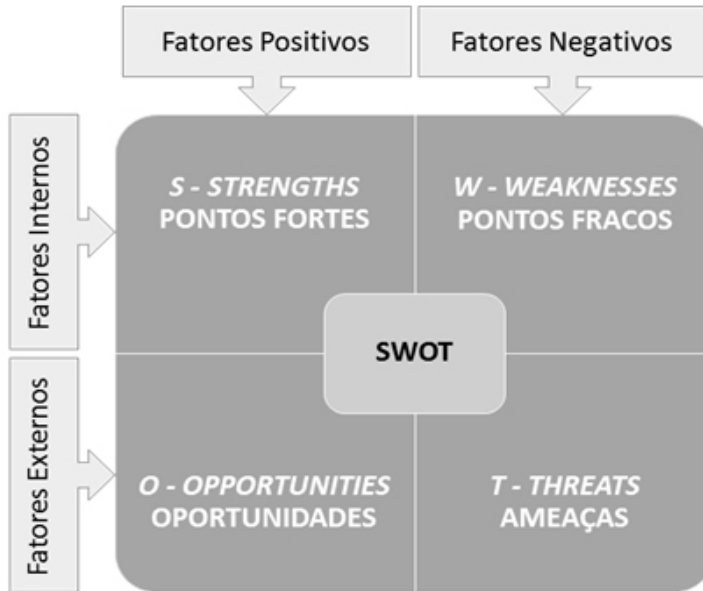 Fatores Positivos
Fatores Negativos
Fatores Internos
S - STRENGTHS
PONTOS FORTES
W - WEAKNESSES
PONTOS FRACOS
SWOT
Fatores Externos
O - OPPORTUNITIES
OPORTUNIDADES
T - THREATS
AMEAÇAS